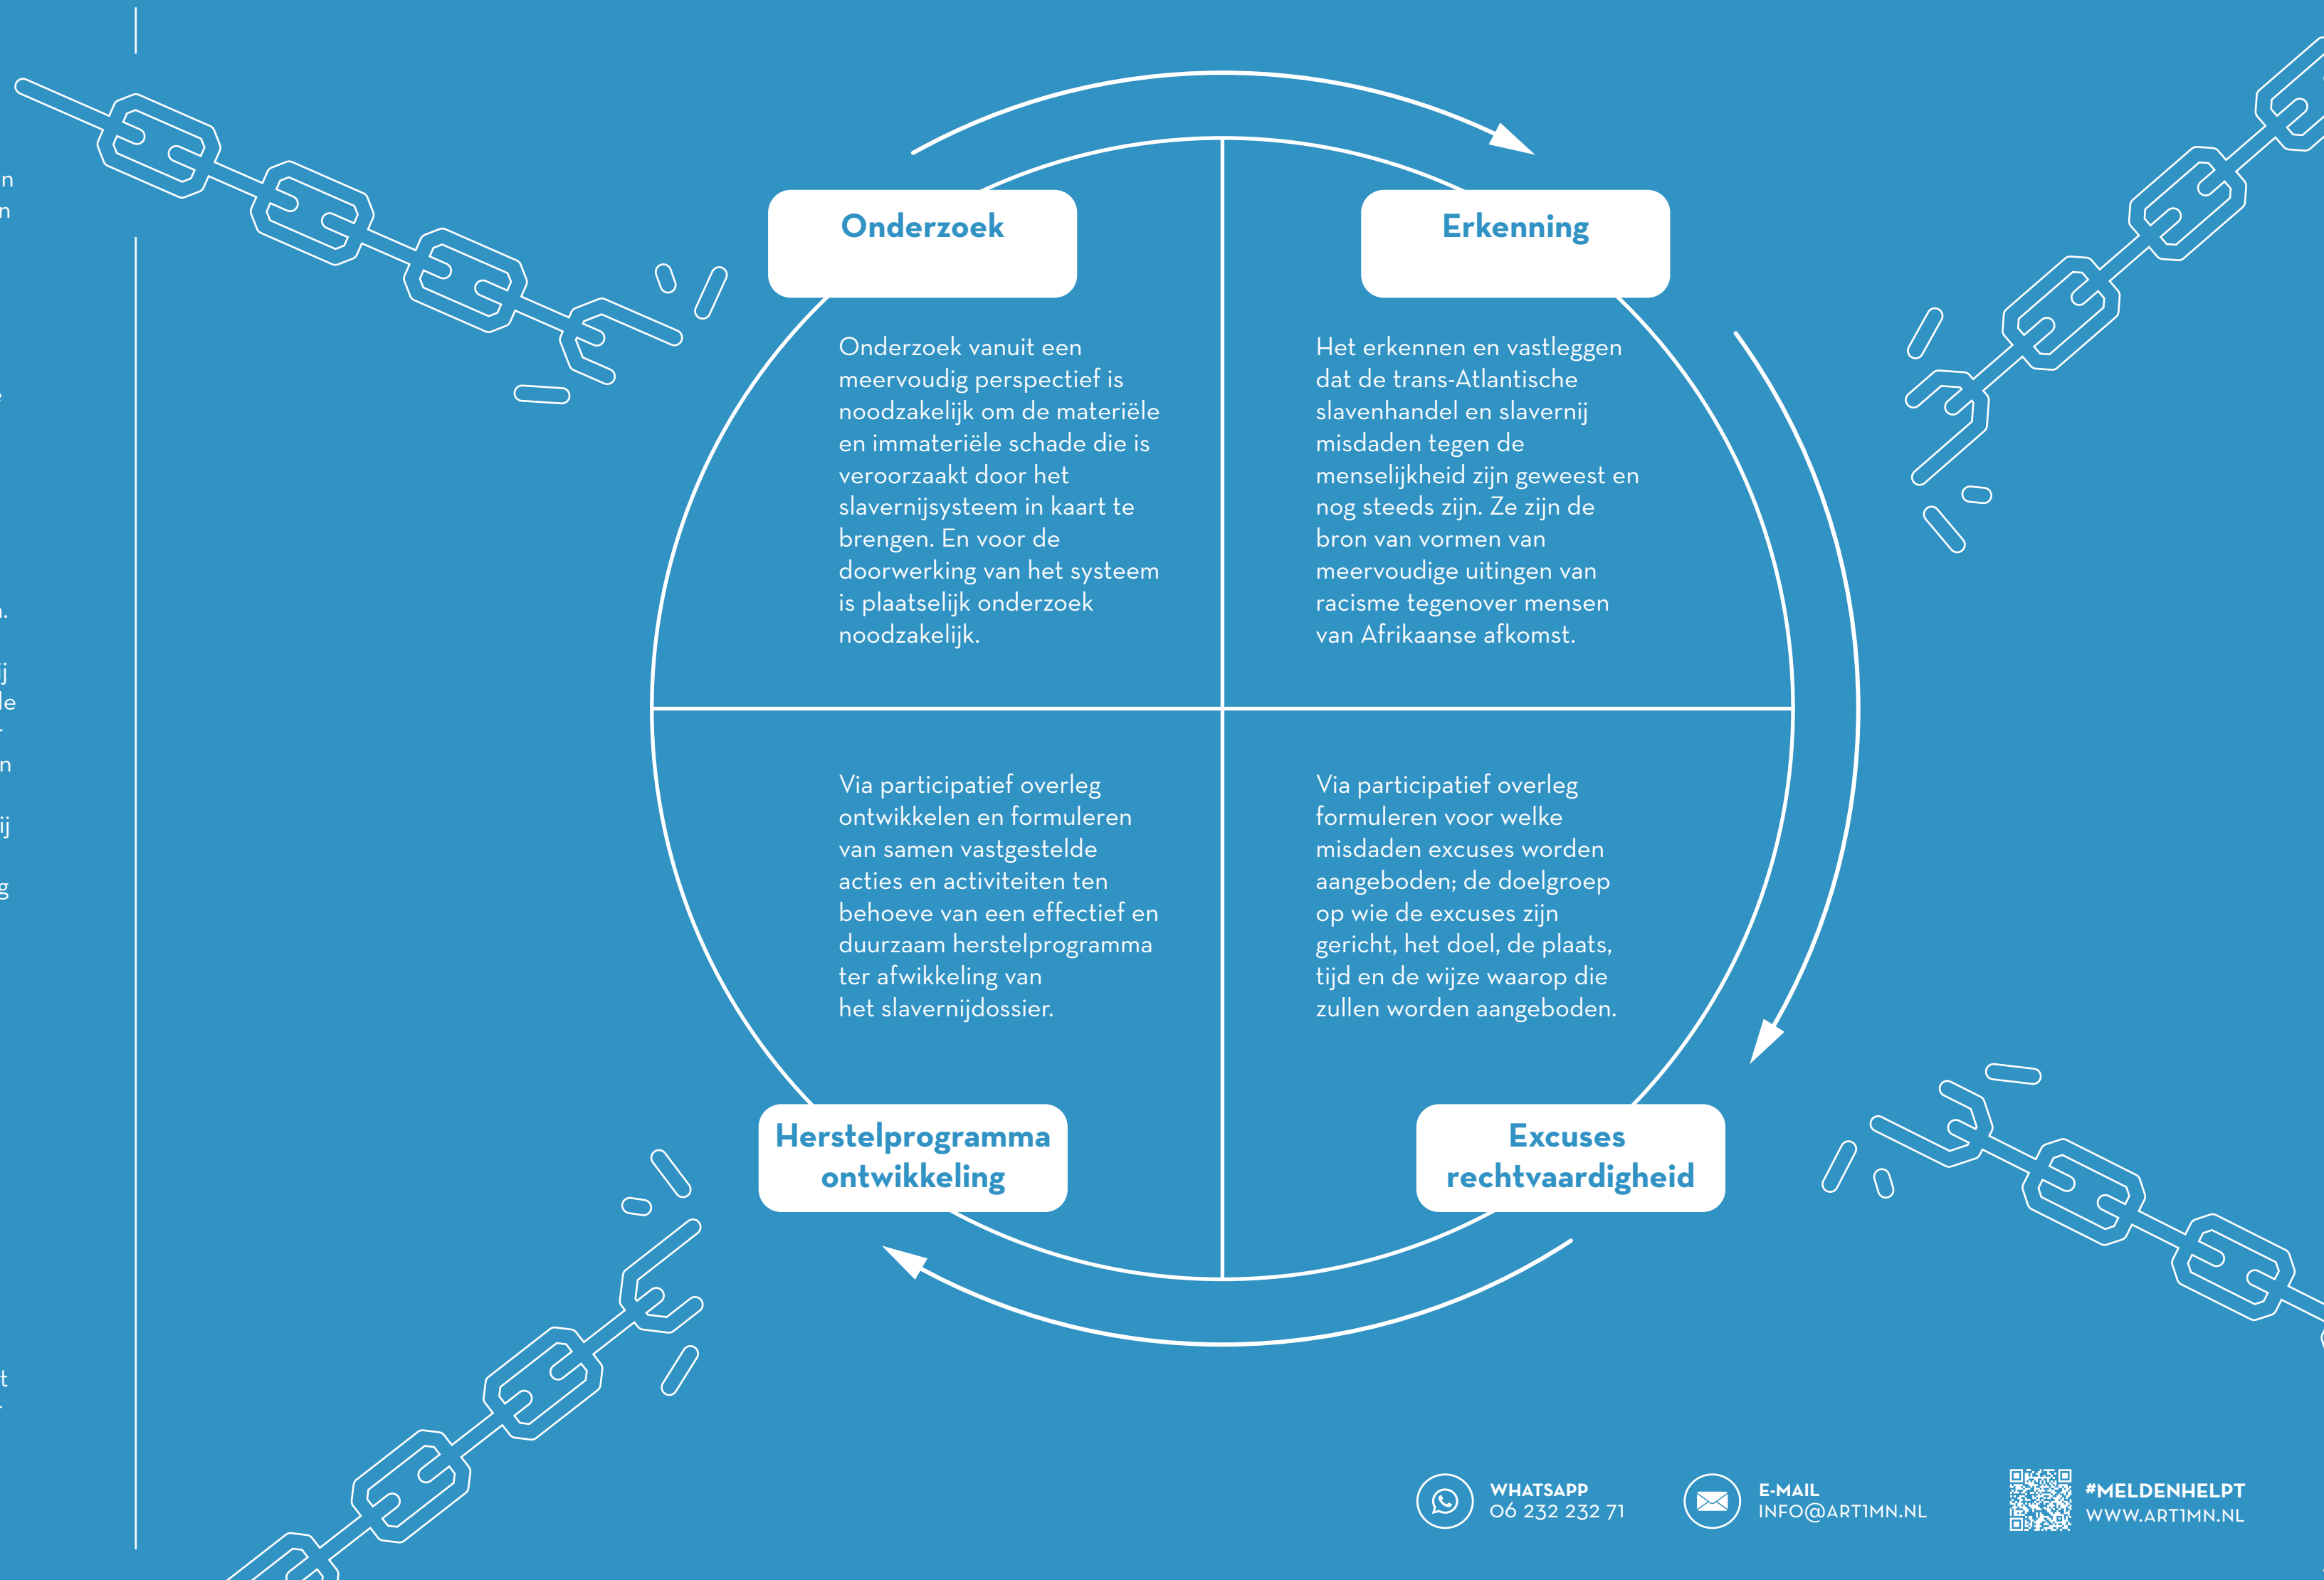 Onderzoek
Onderzoek vanuit een
meervoudig perspectief is
noodzakelijk om de materiële
en immateriële schade die is
veroorzaakt door het
slavernijsysteem in kaart te
brengen. En voor de
doorwerking van het systeem
is plaatselijk onderzoek
noodzakelijk.
Erkenning
Het erkennen en vastleggen
dat de trans-Atlantische
slavenhandel en slavernij
misdaden tegen de
menselijkheid zijn geweest en
nog steeds zijn. Ze zijn de
bron van vormen van
meervoudige uitingen van
racisme tegenover mensen
van Afrikaanse afkomst.
Via participatief overleg
ontwikkelen en formuleren
van samen vastgestelde
acties en activiteiten ten
behoeve van een effectief en
duurzaam herstelprogramma
ter afwikkeling van
het slavernijdossier.
Herstelprogramma
ontwikkeling
Via participatief overleg
formuleren voor welke
misdaden excuses worden
aangeboden; de doelgroep
op wie de excuses zijn
gericht, het doel, de plaats,
tijd en de wijze waarop die
zullen worden aangeboden.
Excuses
rechtvaardigheid
WHATSAPP
06 232 232 71
E-MAIL
INFO@ART1MN.NL
#MELDENHELPT
WWW.ART1MN.NL